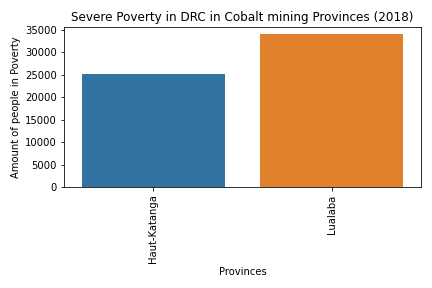 Severe Poverty in DRC in Cobalt mining Provinces (2018)
Amount of people in Poverty
35000
30000
25000
20000
15000
10000
5000
0
Haut-Katanga
Lualaba
Provinces